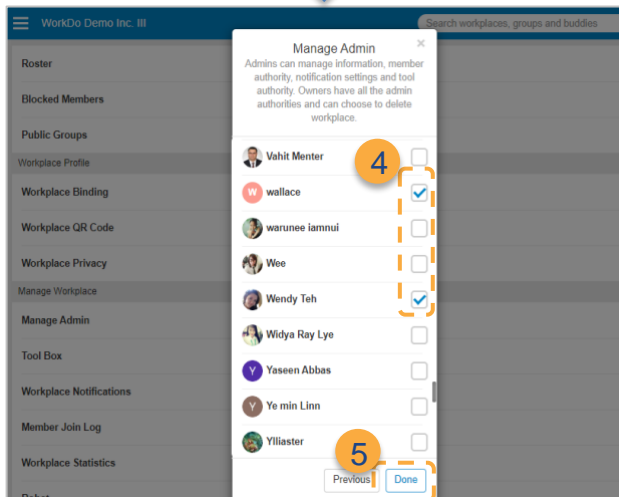 WorkDo Demo Inc. III
Search workplaces, groups and buddies
Roster
Blocked Members
Public Groups
Workplace Profile
Workplace Binding
Workplace QR Code
Workplace Privacy
Manage Workplace
Manage Admin
Tool Box
Workplace Notifications
Member Join Log
Workplace Statistics
Robot
Manage Admin
×
Admins can manage information, member
authority, notification settings and tool
authority. Owners have all the admin
authorities and can choose to delete
workplace.
Vahit Menter
4
W wallace
warunee iamnui
Wee
Wendy Teh
Widya Ray Lye
Y Yaseen Abbas
Y Ye min Linn
Ylliaster
5
Previous
Done